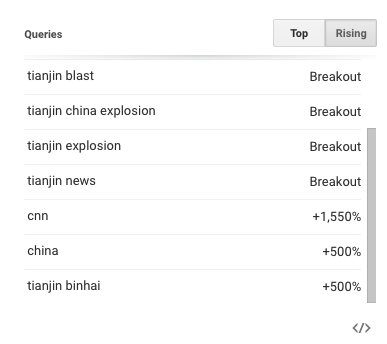 Queries Top Rising
tianjin blast Breakout
tianjin china explosion Breakout
tianjin explosion Breakout
tianjin news Breakout
cnn +1,550%
china +500%
tianjin binhai +500%
</>